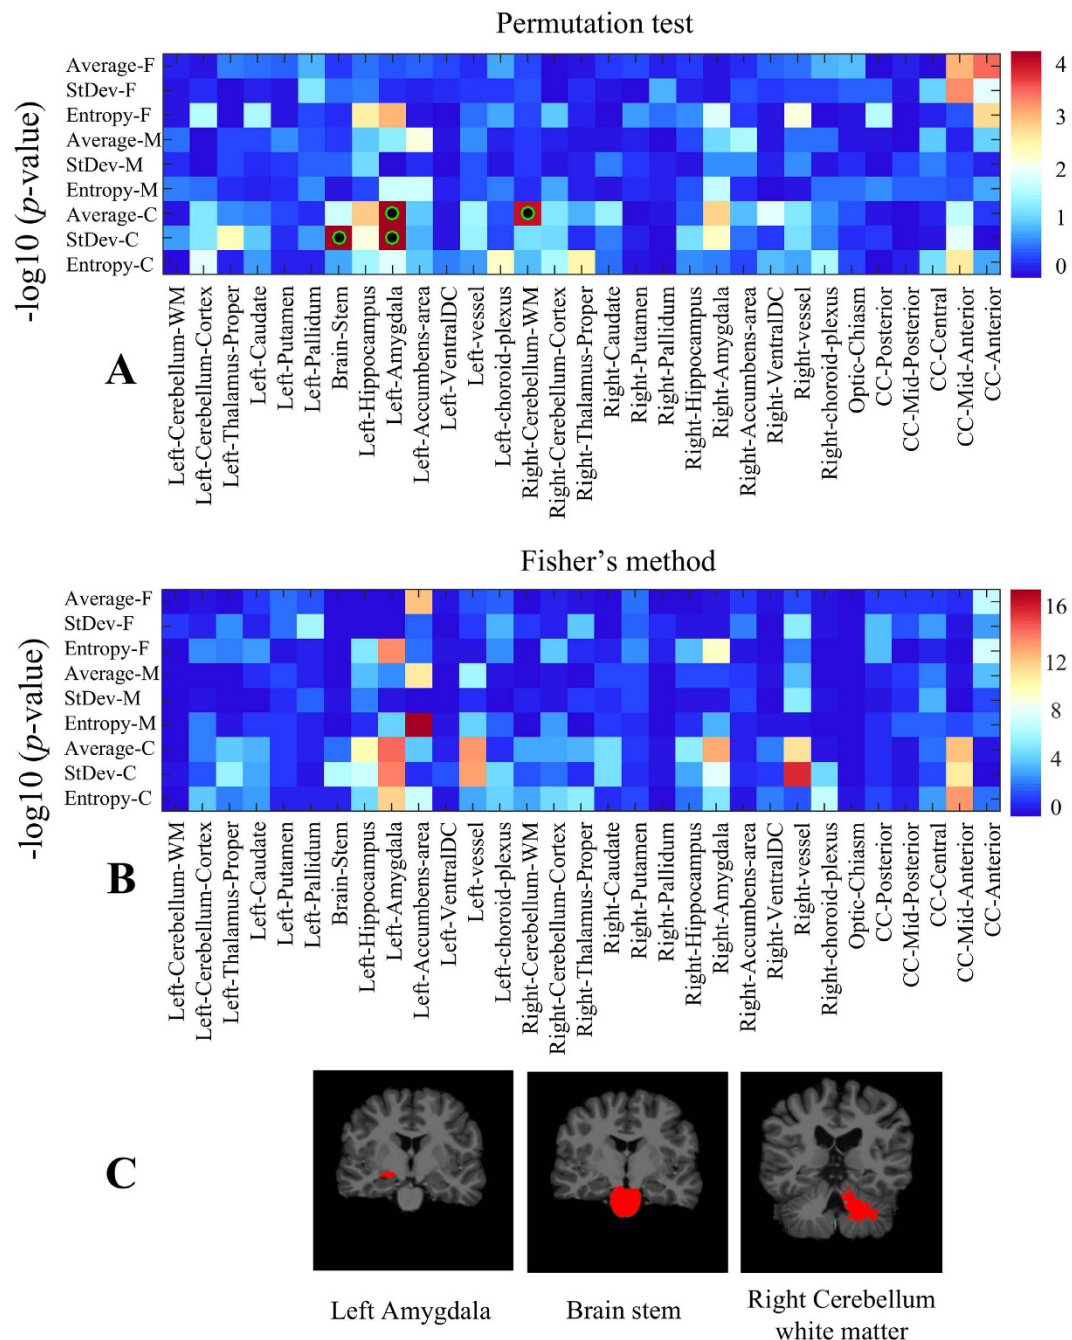 Permutation test
-log10 (p-value)
Average-F
StDev-F
Entropy-F
Average-M
StDev-M
Entropy-M
Average-C
StDev-C
Entropy-C
4
3
2
1
0
Left-Cerebellum-WM
Left-Cerebellum-Cortex
Left-Thalamus-Proper
Left-Caudate
Left-Putamen
Left-Pallidum
Brain-Stem
Left-Hippocampus
Left-Amygdala
Left-Accumbens-area
Left-VentralDC
Left-vessel
Left-choroid-plexus
Right-Cerebellum-WM
Right-Cerebellum-Cortex
Right-Thalamus-Proper
Right-Caudate
Right-Putamen
Right-Pallidum
Right-Hippocampus
Right-Amygdala
Right-Accumbens-area
Right-VentralDC
Right-vessel
Right-choroid-plexus
Optic-Chiasm
CC-Posterior
CC-Mid-Posterior
CC-Central
CC-Mid-Anterior
CC-Anterior
A
Fisher’s method
-log10 (p-value)
Average-F
StDev-F
Entropy-F
Average-M
StDev-M
Entropy-M
Average-C
StDev-C
Entropy-C
16
12
8
4
0
Left-Cerebellum-WM
Left-Cerebellum-Cortex
Left-Thalamus-Proper
Left-Caudate
Left-Putamen
Left-Pallidum
Brain-Stem
Left-Hippocampus
Left-Amygdala
Left-Accumbens-area
Left-VentralDC
Left-vessel
Left-choroid-plexus
Right-Cerebellum-WM
Right-Cerebellum-Cortex
Right-Thalamus-Proper
Right-Caudate
Right-Putamen
Right-Pallidum
Right-Hippocampus
Right-Amygdala
Right-Accumbens-area
Right-VentralDC
Right-vessel
Right-choroid-plexus
Optic-Chiasm
CC-Posterior
CC-Mid-Posterior
CC-Central
CC-Mid-Anterior
CC-Anterior
B
C
Left Amygdala
Brain stem
Right Cerebellum
white matter